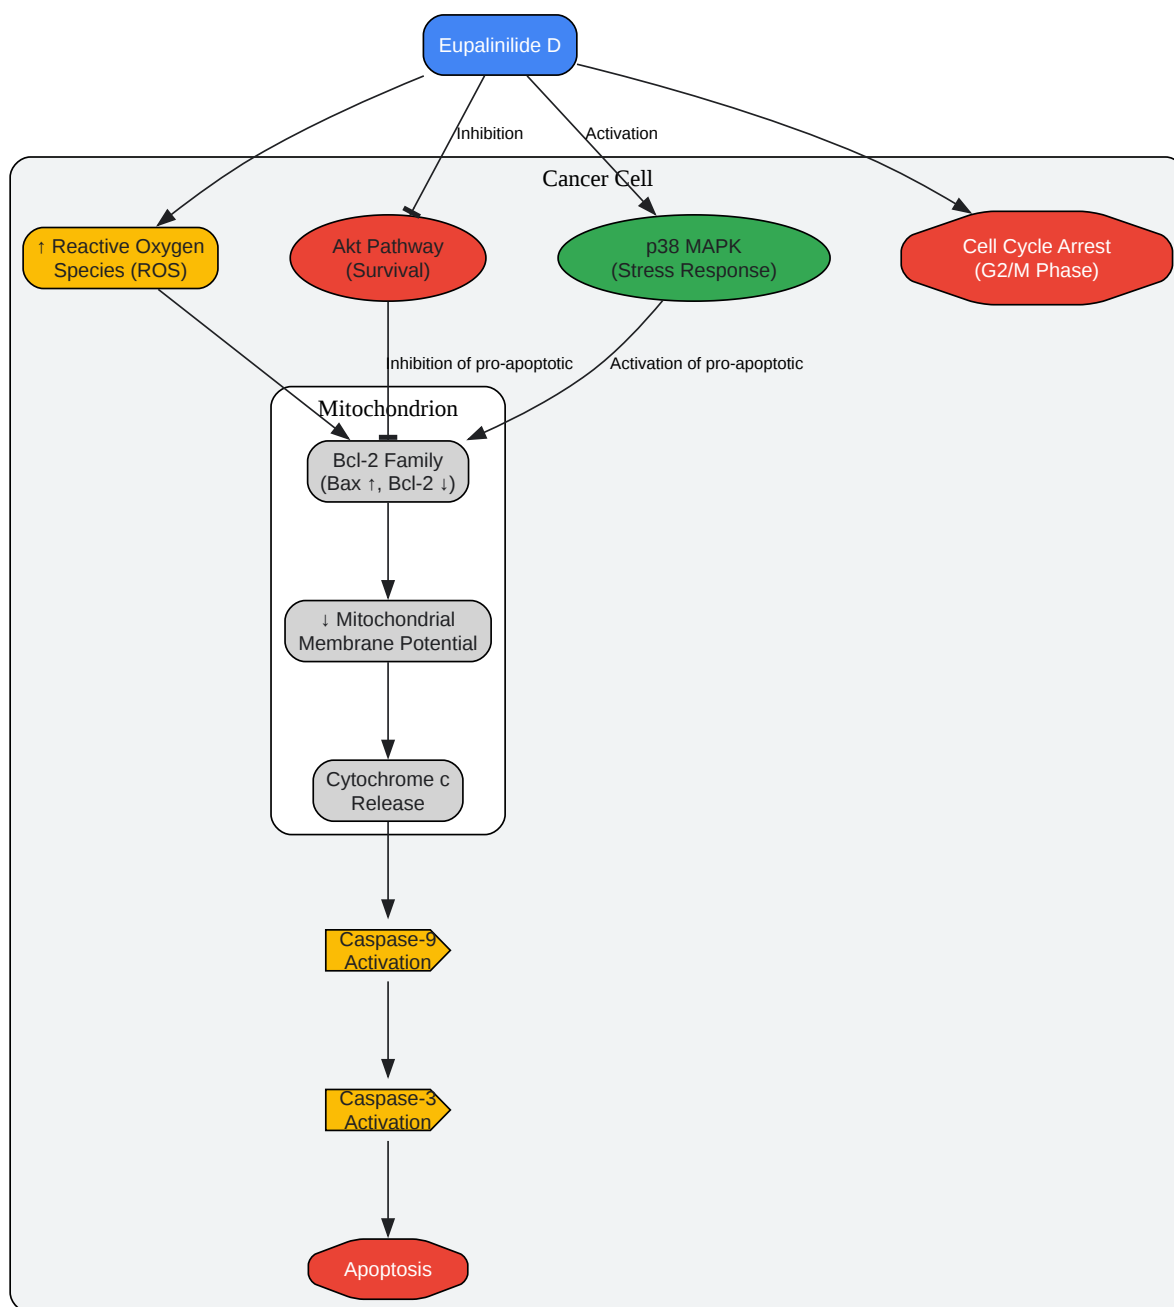 Eupalinilide D
Inhibition
Activation
Cancer Cell
↑ Reactive Oxygen
Species (ROS)
Akt Pathway
(Survival)
p38 MAPK
(Stress Response)
Cell Cycle Arrest
(G2/M Phase)
Inhibition of pro-apoptotic
Activation of pro-apoptotic
Mitochondrion
Bcl-2 Family
(Bax ↑, Bcl-2 ↓)
↓ Mitochondrial
Membrane Potential
Cytochrome c
Release
Caspase-9
Activation
Caspase-3
Activation
Apoptosis